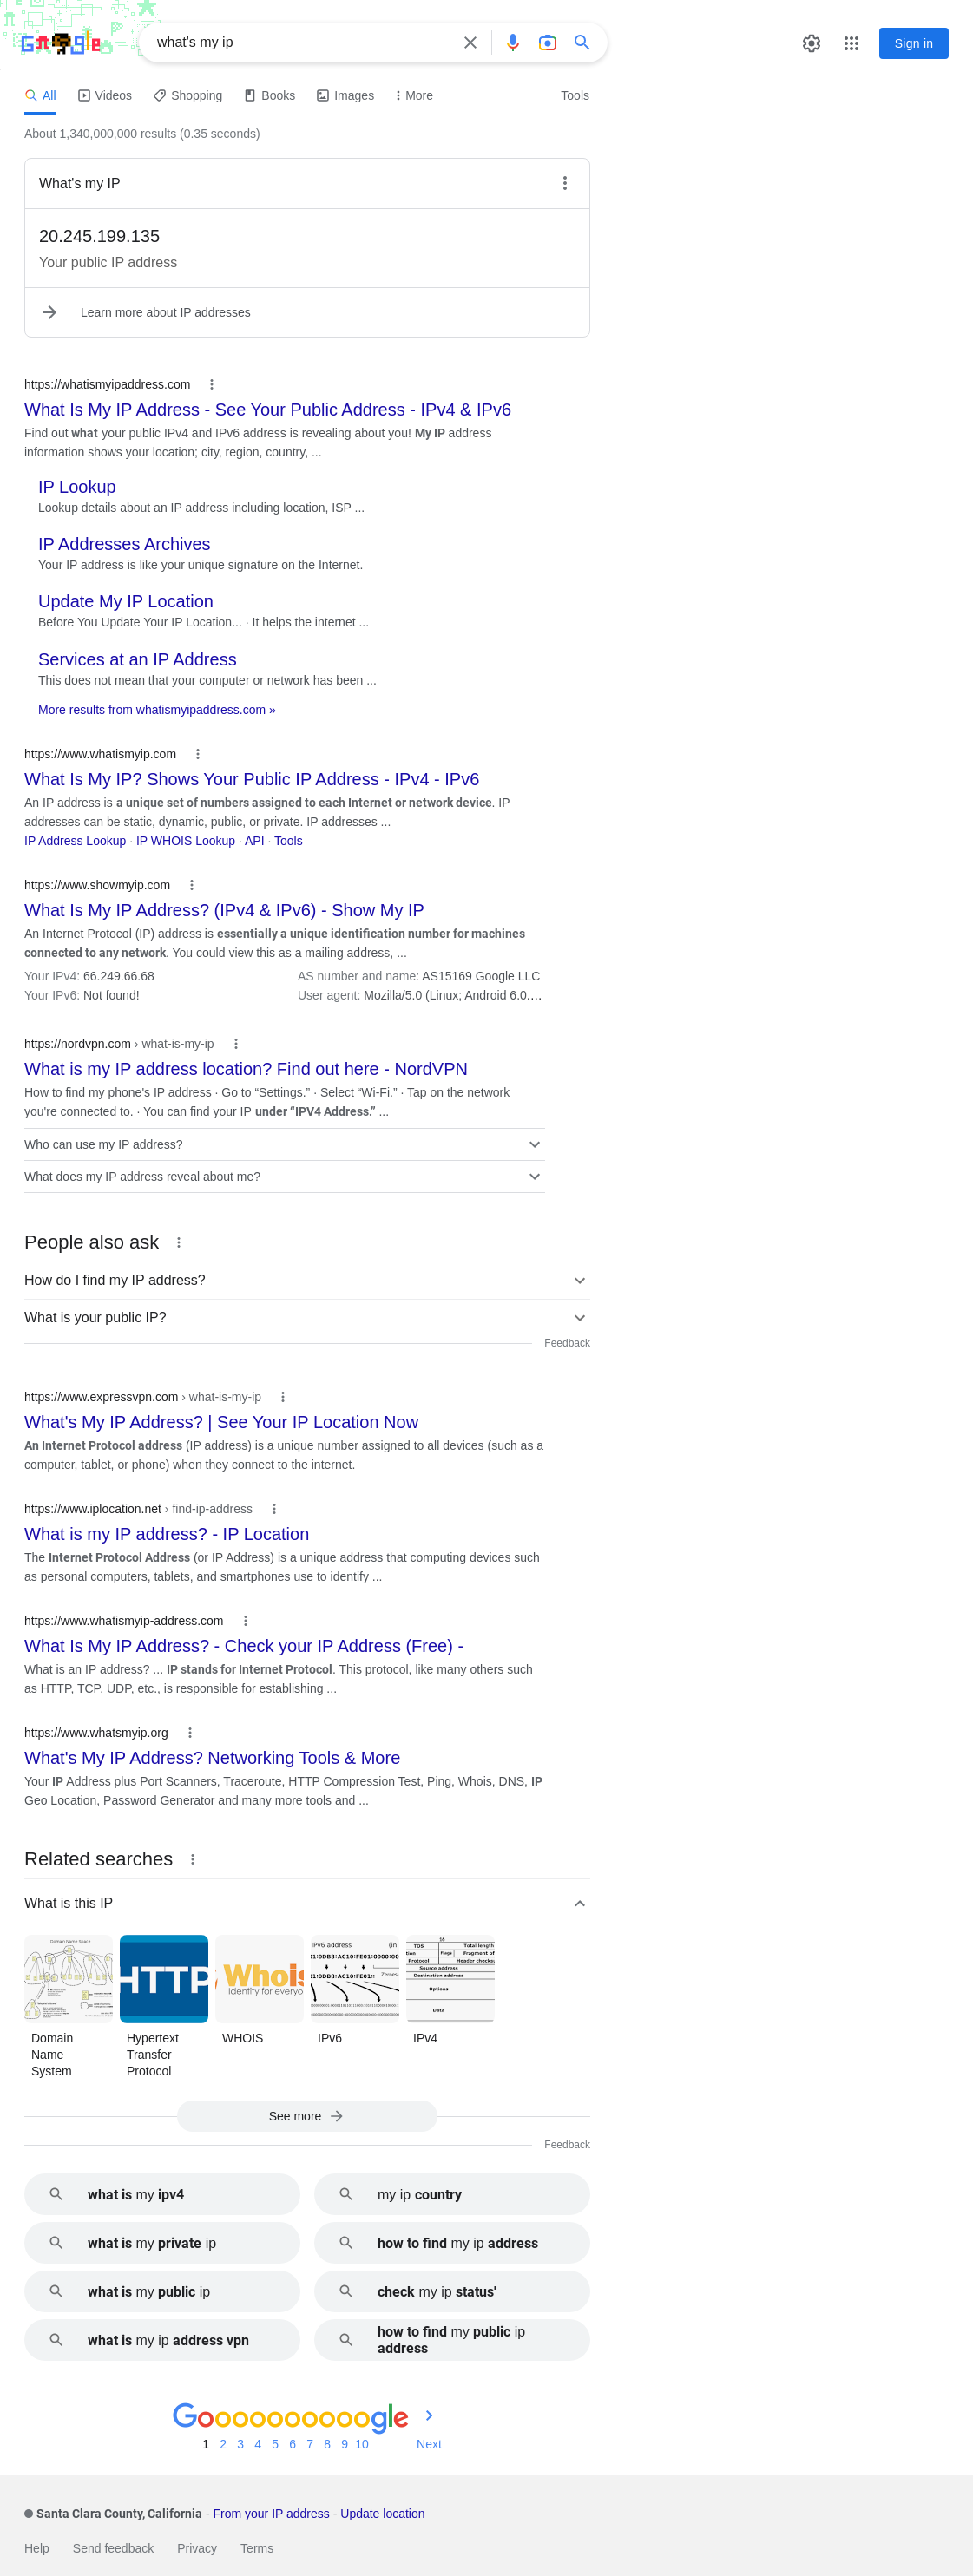 Google
what's my ip
Sign in
All
Videos
Shopping
Books
Images
More
Tools
About 1,340,000,000 results (0.35 seconds)
What's my IP
20.245.199.135
Your public IP address
Learn more about IP addresses
https://whatismyipaddress.com
What Is My IP Address - See Your Public Address - IPv4 & IPv6
Find out what your public IPv4 and IPv6 address is revealing about you! My IP address
information shows your location; city, region, country, ...
IP Lookup
Lookup details about an IP address including location, ISP ...
IP Addresses Archives
Your IP address is like your unique signature on the Internet.
Update My IP Location
Before You Update Your IP Location... · It helps the internet ...
Services at an IP Address
This does not mean that your computer or network has been ...
More results from whatismyipaddress.com »
https://www.whatismyip.com
What Is My IP? Shows Your Public IP Address - IPv4 - IPv6
An IP address is a unique set of numbers assigned to each Internet or network device. IP
addresses can be static, dynamic, public, or private. IP addresses ...
IP Address Lookup · IP WHOIS Lookup · API · Tools
https://www.showmyip.com
What Is My IP Address? (IPv4 & IPv6) - Show My IP
An Internet Protocol (IP) address is essentially a unique identification number for machines
connected to any network. You could view this as a mailing address, ...
Your IPv4: 66.249.66.68 AS number and name: AS15169 Google LLC
Your IPv6: Not found! User agent: Mozilla/5.0 (Linux; Android 6.0....
https://nordvpn.com › what-is-my-ip
What is my IP address location? Find out here - NordVPN
How to find my phone's IP address · Go to “Settings.” · Select “Wi-Fi.” · Tap on the network
you're connected to. · You can find your IP under “IPV4 Address.” ...
Who can use my IP address?
What does my IP address reveal about me?
People also ask
How do I find my IP address?
What is your public IP?
Feedback
https://www.expressvpn.com › what-is-my-ip
What's My IP Address? | See Your IP Location Now
An Internet Protocol address (IP address) is a unique number assigned to all devices (such as a
computer, tablet, or phone) when they connect to the internet.
https://www.iplocation.net › find-ip-address
What is my IP address? - IP Location
The Internet Protocol Address (or IP Address) is a unique address that computing devices such
as personal computers, tablets, and smartphones use to identify ...
https://www.whatismyip-address.com
What Is My IP Address? - Check your IP Address (Free) -
What is an IP address? ... IP stands for Internet Protocol. This protocol, like many others such
as HTTP, TCP, UDP, etc., is responsible for establishing ...
https://www.whatsmyip.org
What's My IP Address? Networking Tools & More
Your IP Address plus Port Scanners, Traceroute, HTTP Compression Test, Ping, Whois, DNS, IP
Geo Location, Password Generator and many more tools and ...
Related searches
What is this IP
Domain Name Space
HTTP
Whois
Identity for everyo
IPv6 address (in
Zeroes
16
TOS Total length
Flags Fragment of
Protocol Header checks
Source address
Destination address
Options
Data
Domain
Name
System
Hypertext
Transfer
Protocol
WHOIS
IPv6
IPv4
See more
Feedback
what is my ipv4
my ip country
what is my private ip
how to find my ip address
what is my public ip
check my ip status'
what is my ip address vpn
how to find my public ip
address
Goooooooooogle
1 2 3 4 5 6 7 8 9 10 Next
Santa Clara County, California - From your IP address - Update location
Help Send feedback Privacy Terms